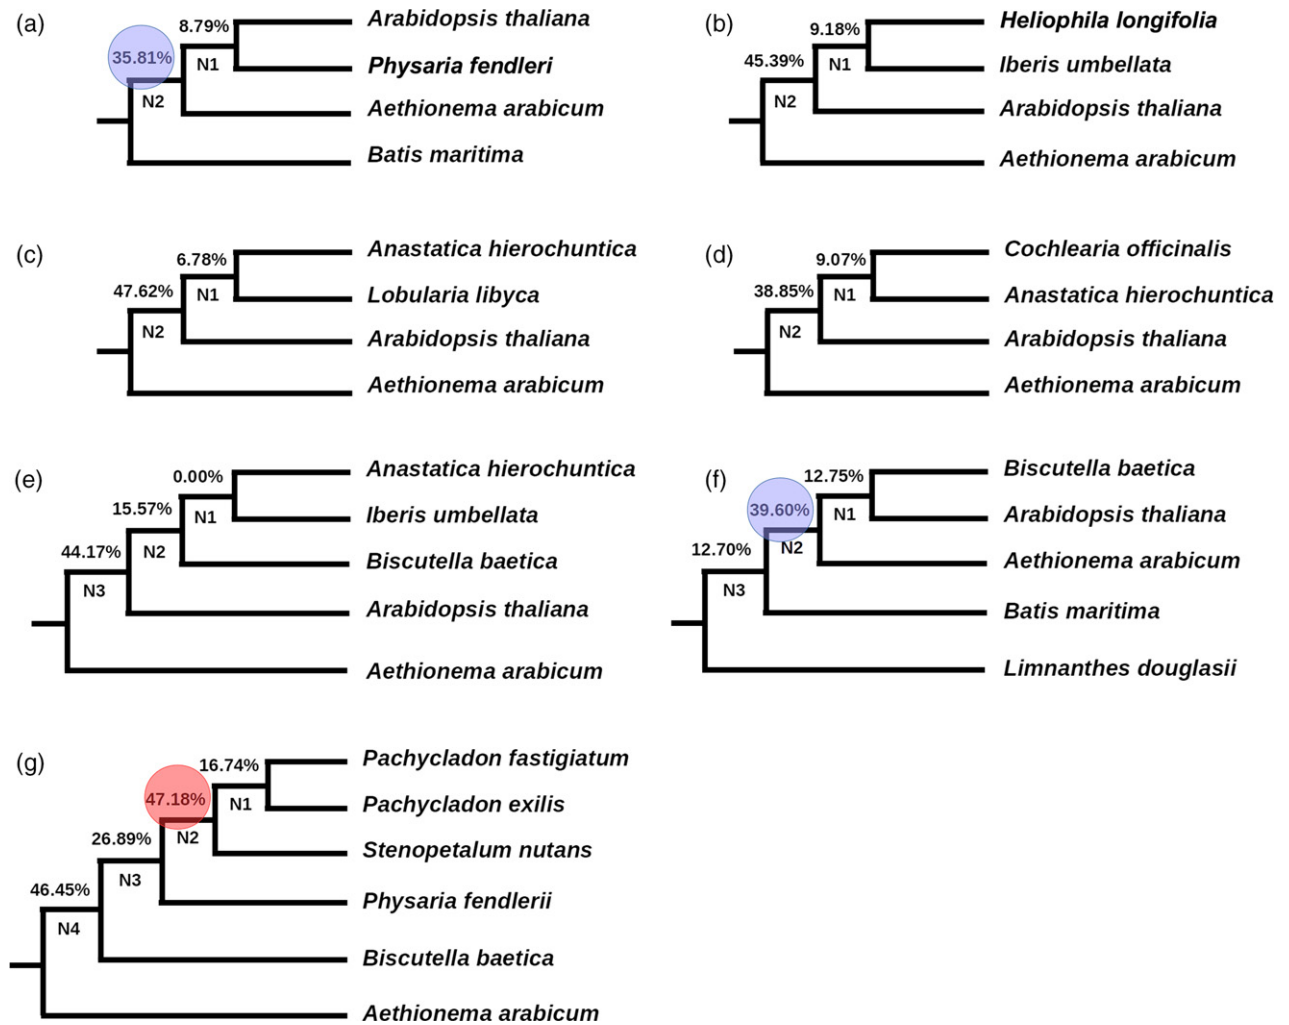 (a)
8.79%
Arabidopsis thaliana
35.81%
N1
Physaria fendleri
N2
Aethionema arabicum
Batis maritima
(b)
9.18%
Heliophila longifolia
45.39%
N1
Iberis umbellata
N2
Arabidopsis thaliana
Aethionema arabicum
(c)
6.78%
Anastatica hierochuntica
47.62%
N1
Lobularia libyca
N2
Arabidopsis thaliana
Aethionema arabicum
(d)
9.07%
Cochlearia officinalis
38.85%
N1
Anastatica hierochuntica
N2
Arabidopsis thaliana
Aethionema arabicum
(e)
0.00%
Anastatica hierochuntica
15.57%
N1
Iberis umbellata
44.17%
N2
Biscutella baetica
N3
Arabidopsis thaliana
Aethionema arabicum
(f)
12.75%
Biscutella baetica
39.60%
N1
Arabidopsis thaliana
12.70%
N2
Aethionema arabicum
N3
Batis maritima
Limnanthes douglasii
(g)
16.74%
Pachycladon fastigiatum
47.18%
N1
Pachycladon exilis
26.89%
N2
Stenopetalum nutans
46.45%
N3
Physaria fendlerii
N4
Biscutella baetica
Aethionema arabicum